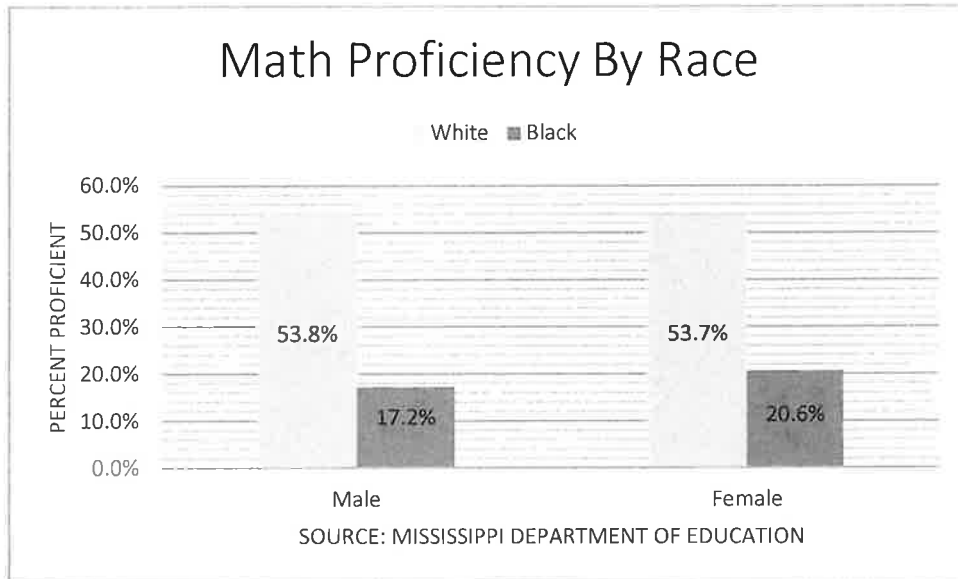 Math Proficiency By Race
White Black
60.0%
50.0%
40.0%
30.0%
20.0%
10.0%
0.0%
PERCENT PROFICIENT
53.8%
17.2%
53.7%
20.6%
Male Female
SOURCE: MISSISSIPPI DEPARTMENT OF EDUCATION